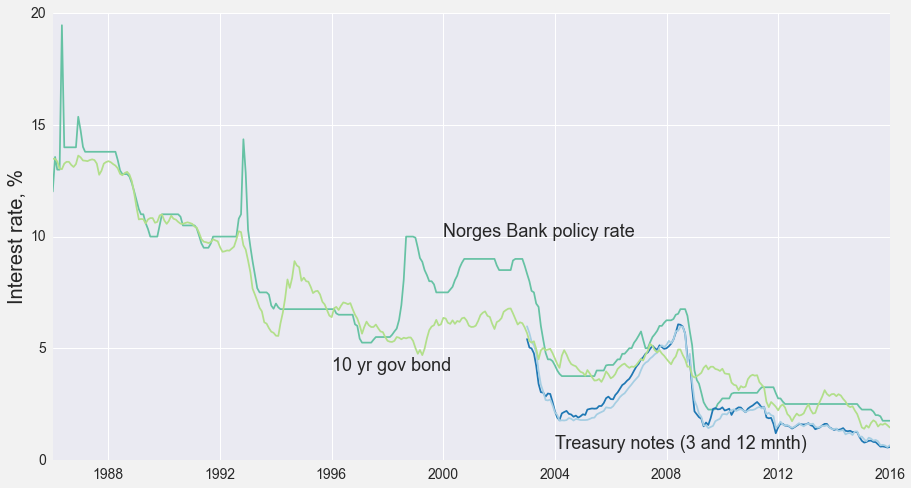 20
15
10
5
0
Interest rate, %
Norges Bank policy rate
10 yr gov bond
Treasury notes (3 and 12 mnth)
1988 1992 1996 2000 2004 2008 2012 2016